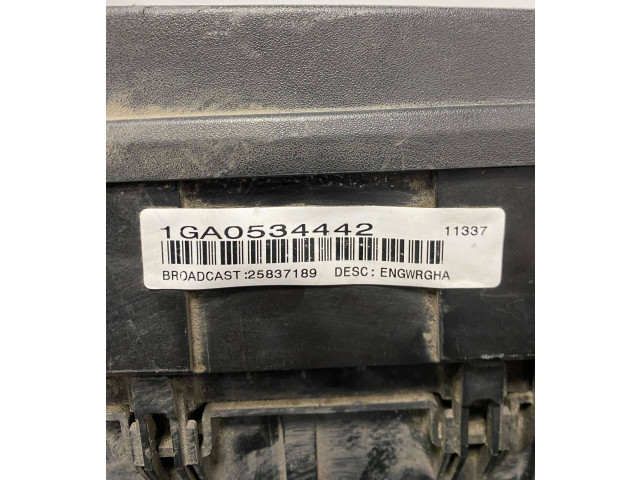 1GA0534442 11337
BROADCAST:25837189 DESC: ENGWRGHA